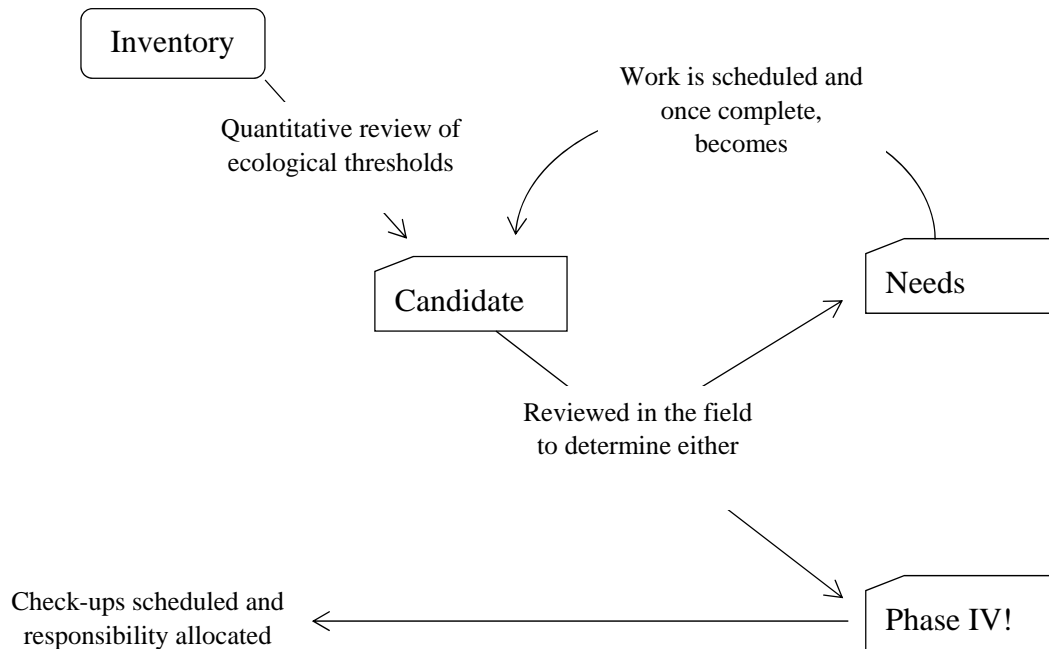 Inventory
Work is scheduled and
once complete,
becomes
Quantitative review of
ecological thresholds
Candidate
Needs
Reviewed in the field
to determine either
Check-ups scheduled and
responsibility allocated
Phase IV!